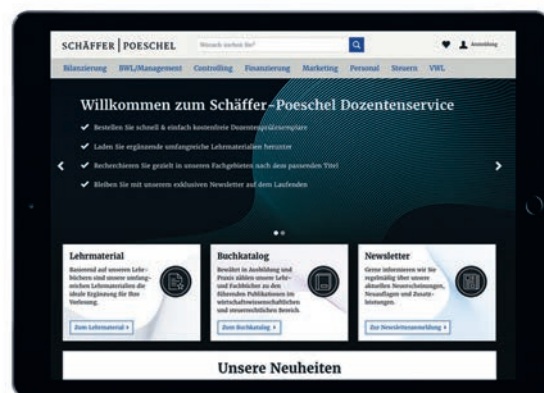 SCHÄFFER | POESCHEL
Wonach suchen Sie?
Anmeldung
Bilanzierung BWL/Management Controlling Finanzierung Marketing Personal Steuern VWL
Willkommen zum Schäffer-Poeschel Dozentenservice
Bestellen Sie schnell & einfach kostenfreie Dozentenprüfexemplare
Laden Sie ergänzende umfangreiche Lehrmaterialien herunter
Recherchieren Sie gezielt in unseren Fachgebieten nach dem passenden Titel
Bleiben Sie mit unserem exklusiven Newsletter auf dem Laufenden
Lehrmaterial
Basierend auf unseren Lehr-
büchern sind unsere umfang-
reichen Lehrmaterialien die
ideale Ergänzung für Ihre
Vorlesung.
Zum Lehrmaterial
Buchkatalog
Bewährt in Ausbildung und
Praxis zählen unsere Lehr-
und Fachbücher zu den
führenden Publikationen im
wirtschaftswissenschaftlichen
und steuerrechtlichen Bereich.
Zum Buchkatalog
Newsletter
Gerne informieren wir Sie
regelmäßig über unsere
aktuellen Neuerscheinungen,
Neuauflagen und Zusatz-
leistungen.
Zur Newsletteranmeldung
Unsere Neuheiten